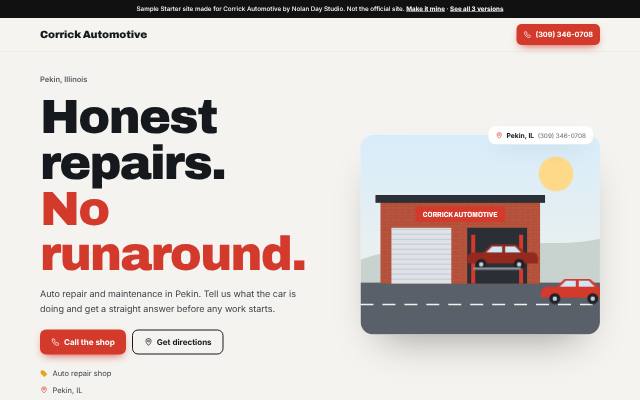 Sample Starter site made for Corrick Automotive by Nolan Day Studio. Not the official site. Make it mine · See all 3 versions
Corrick Automotive
(309) 346-0708
Pekin, Illinois
Honest
repairs.
No
runaround.
Auto repair and maintenance in Pekin. Tell us what the car is
doing and get a straight answer before any work starts.
Call the shop
Get directions
Auto repair shop
Pekin, IL
Pekin, IL (309) 346-0708
CORRICK AUTOMOTIVE